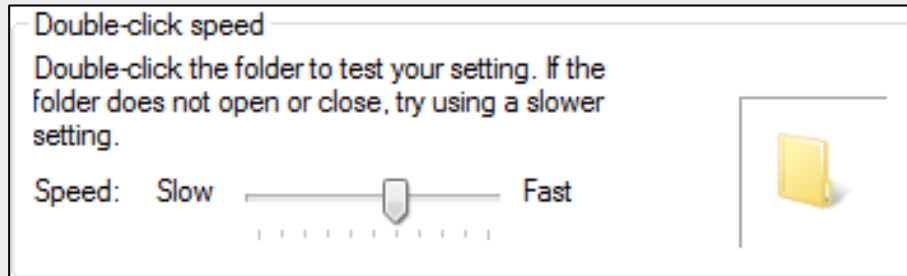 Double-click speed
Double-click the folder to test your setting. If the
folder does not open or close, try using a slower
setting.
Speed: Slow Fast